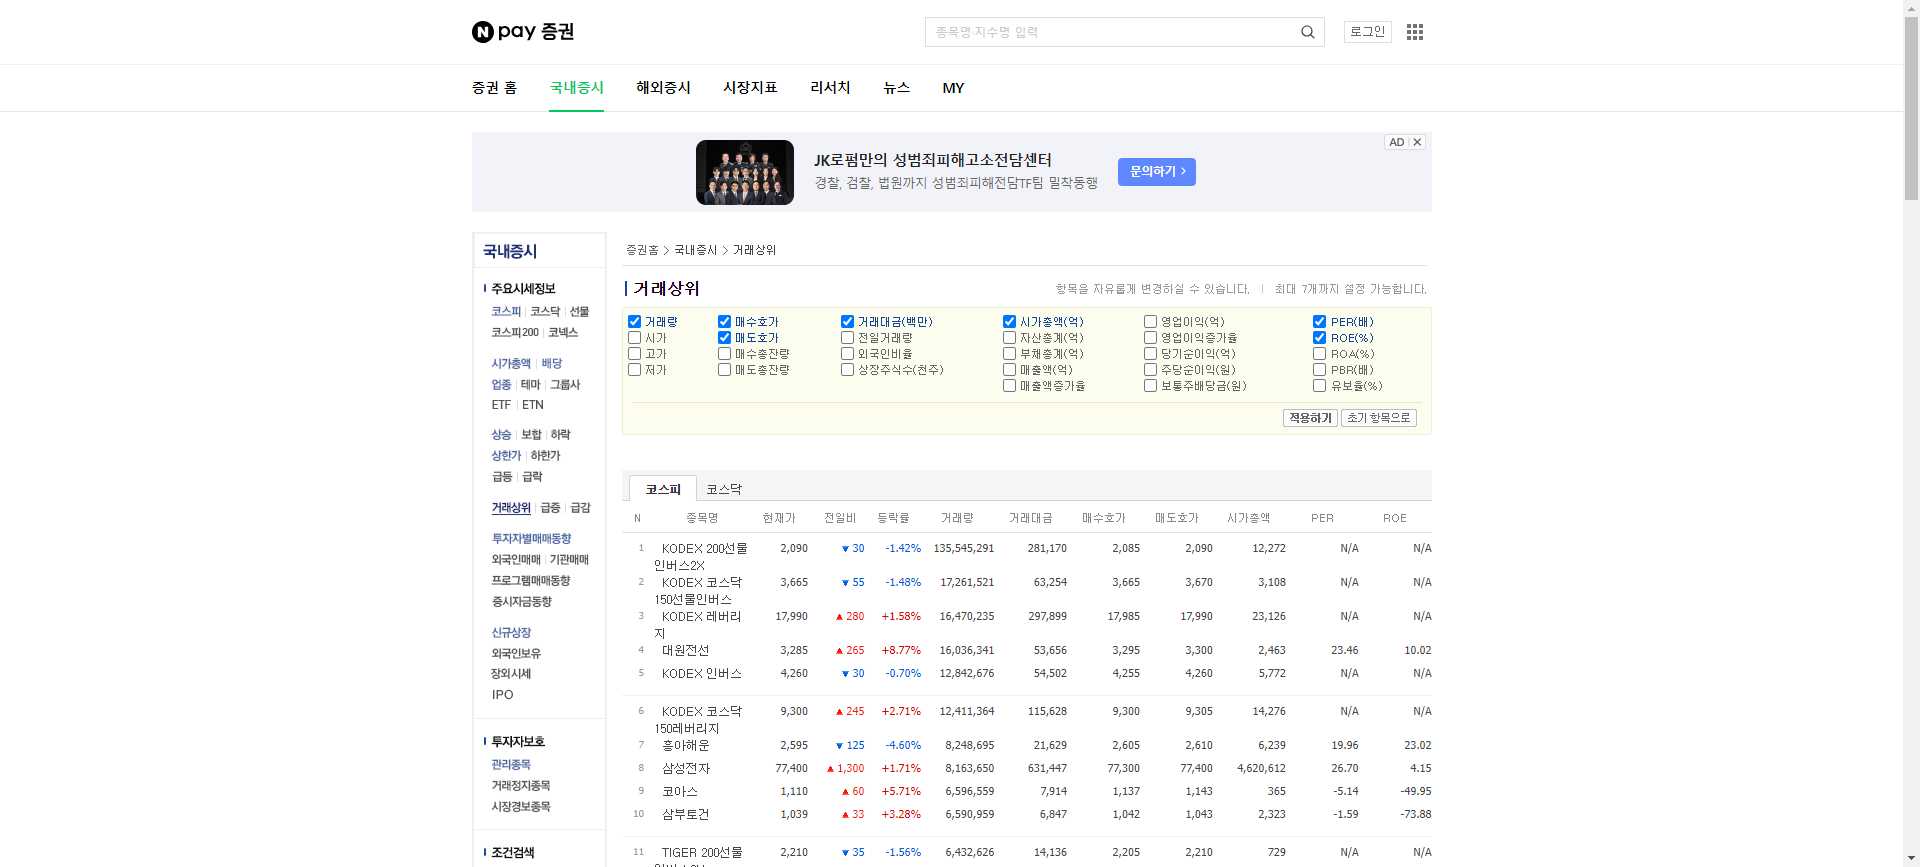 N pay 증권
종목명·지수명 입력
로그인
증권 홈 국내증시 해외증시 시장지표 리서치 뉴스 MY
JK로펌만의 성범죄피해고소전담센터
경찰, 검찰, 법원까지 성범죄피해전담TF팀 밀착동행
문의하기 >
AD ×
국내증시
주요시세정보
코스피 코스닥 선물
코스피200 코넥스
시가총액 배당
업종 테마 그룹사
ETF ETN
상승 보합 하락
상한가 하한가
급등 급락
거래상위 급증 급감
투자자별매매동향
외국인매매 기관매매
프로그램매매동향
증시자금동향
신규상장
외국인보유
장외시세
IPO
투자자보호
관리종목
거래정지종목
시장경보종목
조건검색
증권홈 > 국내증시 > 거래상위
거래상위
항목을 자유롭게 변경하실 수 있습니다. 최대 7개까지 설정 가능합니다.
거래량 매수호가 거래대금(백만) 시가총액(억) 영업이익(억) PER(배)
시가 매도호가 전일거래량 자산총계(억) 영업이익증가율 ROE(%)
고가 매수총잔량 외국인비율 부채총계(억) 당기순이익(억) ROA(%)
저가 매도총잔량 상장주식수(천주) 매출액(억) 주당순이익(원) PBR(배)
매출액증가율 보통주배당금(원) 유보율(%)
적용하기 초기 항목으로
코스피 코스닥
N 종목명 현재가 전일비 등락률 거래량 거래대금 매수호가 매도호가 시가총액 PER ROE
1 KODEX 200선물인버스2X 2,090 ▼ 30 -1.42% 135,545,291 281,170 2,085 2,090 12,272 N/A N/A
2 KODEX 코스닥150선물인버스 3,665 ▼ 55 -1.48% 17,261,521 63,254 3,665 3,670 3,108 N/A N/A
3 KODEX 레버리지 17,990 ▲ 280 +1.58% 16,470,235 297,899 17,985 17,990 23,126 N/A N/A
4 대원전선 3,285 ▲ 265 +8.77% 16,036,341 53,656 3,295 3,300 2,463 23.46 10.02
5 KODEX 인버스 4,260 ▼ 30 -0.70% 12,842,676 54,502 4,255 4,260 5,772 N/A N/A
6 KODEX 코스닥150레버리지 9,300 ▲ 245 +2.71% 12,411,364 115,628 9,300 9,305 14,276 N/A N/A
7 흥아해운 2,595 ▼ 125 -4.60% 8,248,695 21,629 2,605 2,610 6,239 19.96 23.02
8 삼성전자 77,400 ▲ 1,300 +1.71% 8,163,650 631,447 77,300 77,400 4,620,612 26.70 4.15
9 코아스 1,110 ▲ 60 +5.71% 6,596,559 7,914 1,137 1,143 365 -5.14 -49.95
10 삼부토건 1,039 ▲ 33 +3.28% 6,590,959 6,847 1,042 1,043 2,323 -1.59 -73.88
11 TIGER 200선물 2,210 ▼ 35 -1.56% 6,432,626 14,136 2,205 2,210 729 N/A N/A